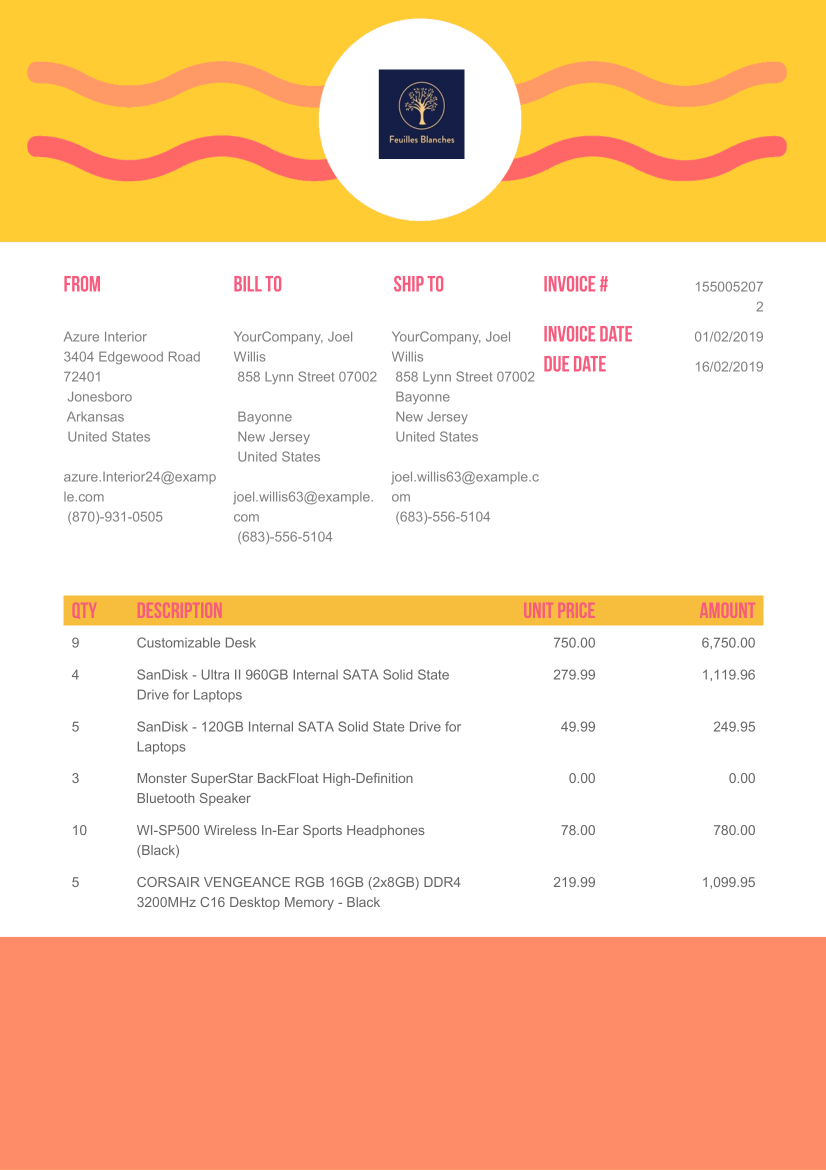 Feuilles Blanches
FROM
Azure Interior
3404 Edgewood Road
72401
Jonesboro
Arkansas
United States
azure.Interior24@examp
le.com
(870)-931-0505
BILL TO
YourCompany, Joel
Willis
858 Lynn Street 07002
Bayonne
New Jersey
United States
joel.willis63@example.
com
(683)-556-5104
SHIP TO
YourCompany, Joel
Willis
858 Lynn Street 07002
Bayonne
New Jersey
United States
joel.willis63@example.c
om
(683)-556-5104
INVOICE # 155005207
2
INVOICE DATE 01/02/2019
DUE DATE 16/02/2019
QTY DESCRIPTION UNIT PRICE AMOUNT
9 Customizable Desk 750.00 6,750.00
4 SanDisk - Ultra II 960GB Internal SATA Solid State 279.99 1,119.96
Drive for Laptops
5 SanDisk - 120GB Internal SATA Solid State Drive for 49.99 249.95
Laptops
3 Monster SuperStar BackFloat High-Definition 0.00 0.00
Bluetooth Speaker
10 WI-SP500 Wireless In-Ear Sports Headphones 78.00 780.00
(Black)
5 CORSAIR VENGEANCE RGB 16GB (2x8GB) DDR4 219.99 1,099.95
3200MHz C16 Desktop Memory - Black